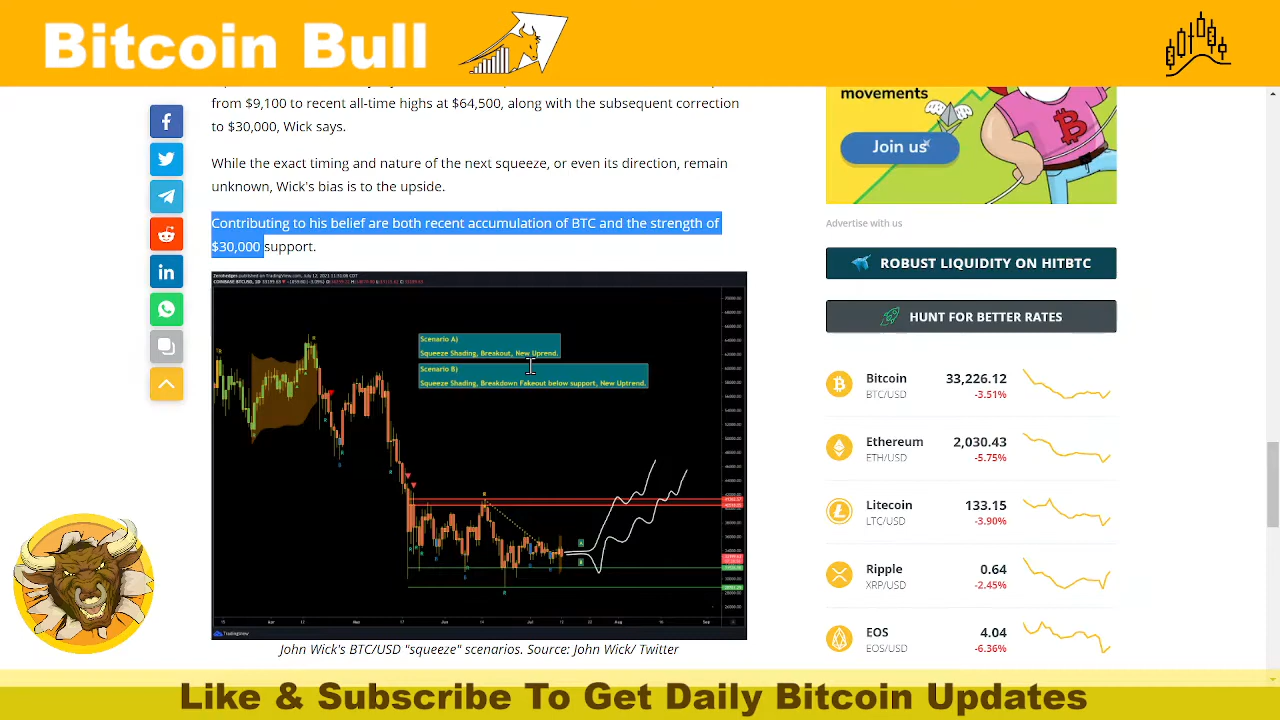 Bitcoin Bull
from $9,100 to recent all-time highs at $64,500, along with the subsequent correction
to $30,000, Wick says.
While the exact timing and nature of the next squeeze, or even its direction, remain
unknown, Wick's bias is to the upside.
Contributing to his belief are both recent accumulation of BTC and the strength of
$30,000 support.
Scenario A)
Squeeze Shading, Breakout, New Uprend.
Scenario B)
Squeeze Shading, Breakdown Fakeout below support, New Uptrend.
TradingView
John Wick's BTC/USD "squeeze" scenarios. Source: John Wick/ Twitter
movements
Join us
Advertise with us
ROBUST LIQUIDITY ON HITBTC
HUNT FOR BETTER RATES
Bitcoin 33,226.12
BTC/USD -3.51%
Ethereum 2,030.43
ETH/USD -5.75%
Litecoin 133.15
LTC/USD -3.90%
Ripple 0.64
XRP/USD -2.45%
EOS 4.04
EOS/USD -6.36%
Like & Subscribe To Get Daily Bitcoin Updates